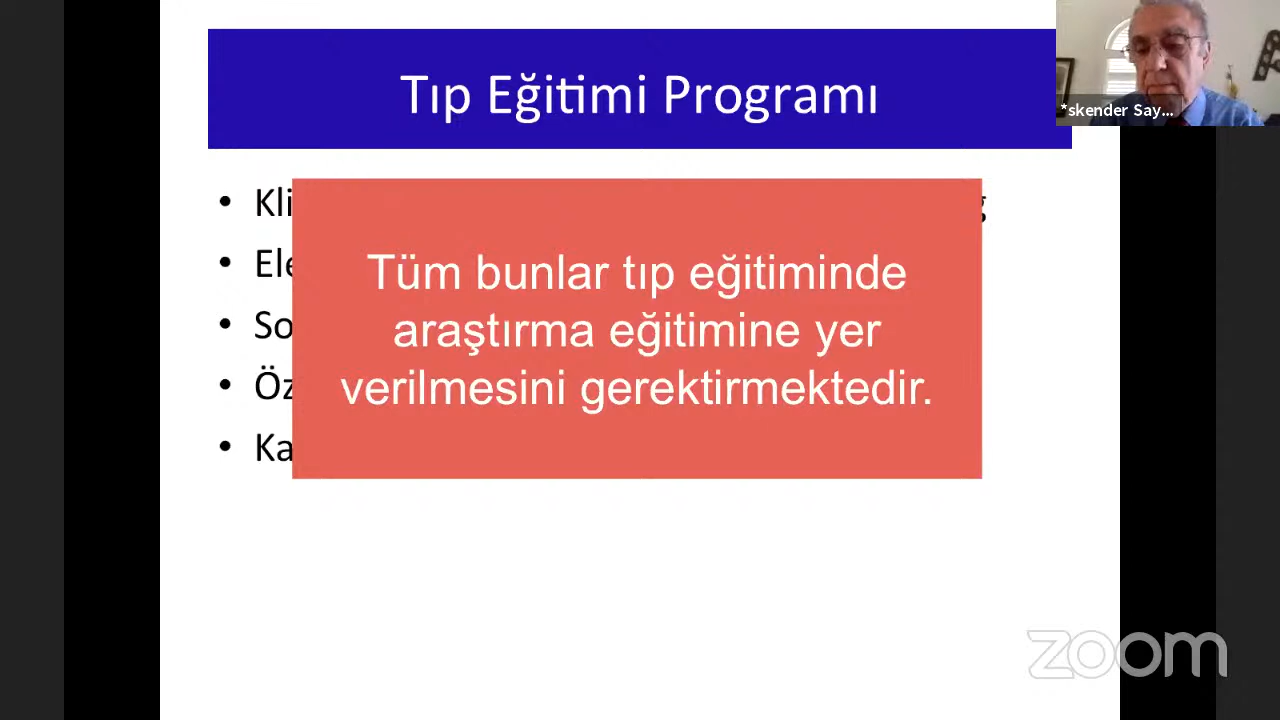 Tıp Eğitimi Programı
*skender Say...
Tüm bunlar tıp eğitiminde
araştırma eğitimine yer
verilmesini gerektirmektedir.
zoom